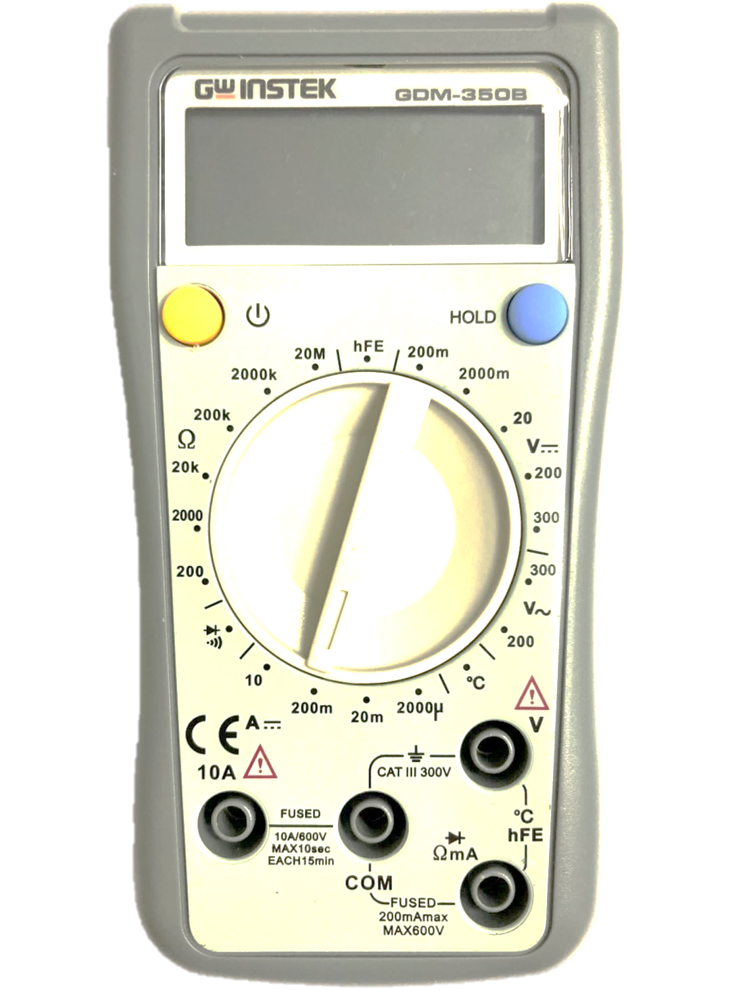 GW INSTEK
GDM-350B
HOLD
hFE
20M
200m
2000k
2000m
200k
20
Ω
V⎓
20k
200
2000
300
200
300
V~
200
10
°C
200m
20m
2000µ
CE
A⎓
V
10A
CAT III 300V
FUSED
10A/600V
MAX10sec
EACH15min
°C
hFE
ΩmA
COM
FUSED
200mAmax
MAX600V